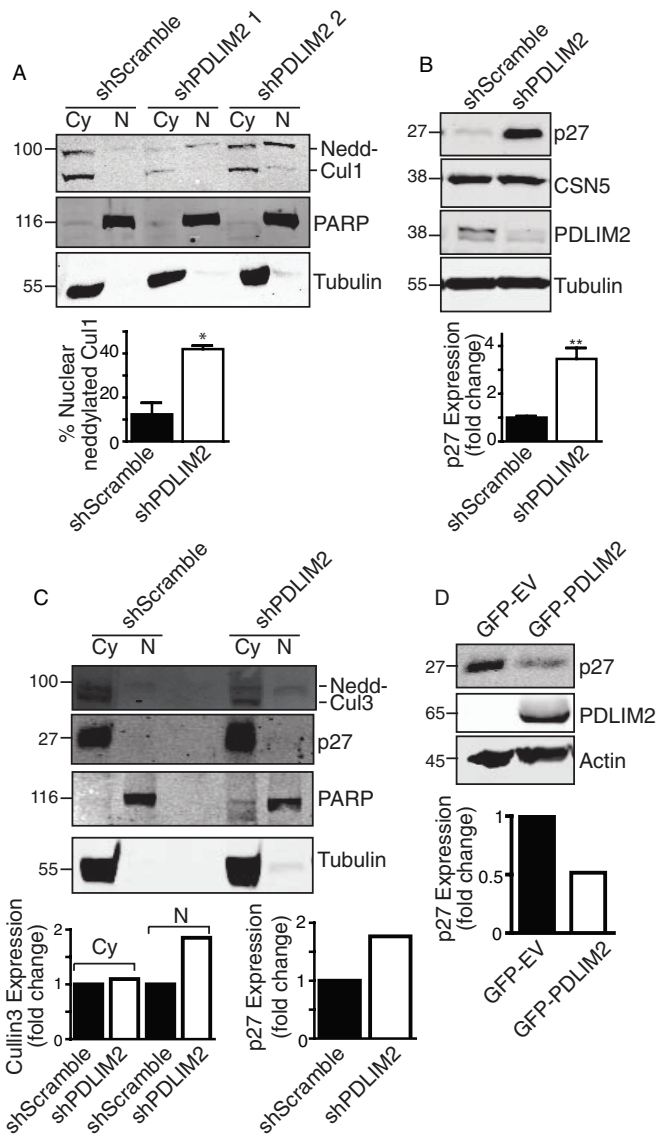 A
shScramble
shPDLIM2 1
shPDLIM2 2
Cy N Cy N Cy N
100
Nedd-
Cul1
116
PARP
55
Tubulin
% Nuclear
neddylated Cul1
40
20
0
*
shScramble
shPDLIM2
B
shScramble
shPDLIM2
27
p27
38
CSN5
38
PDLIM2
55
Tubulin
p27 Expression
(fold change)
4
2
0
**
shScramble
shPDLIM2
C
shScramble
shPDLIM2
Cy N Cy N
100
Nedd-
Cul3
27
p27
116
PARP
55
Tubulin
Cullin3 Expression
(fold change)
2
1
0
Cy
N
shScramble
shPDLIM2
shScramble
shPDLIM2
p27 Expression
(fold change)
2
1
0
shScramble
shPDLIM2
D
GFP-EV
GFP-PDLIM2
27
p27
65
PDLIM2
45
Actin
p27 Expression
(fold change)
1
0.5
0
GFP-EV
GFP-PDLIM2